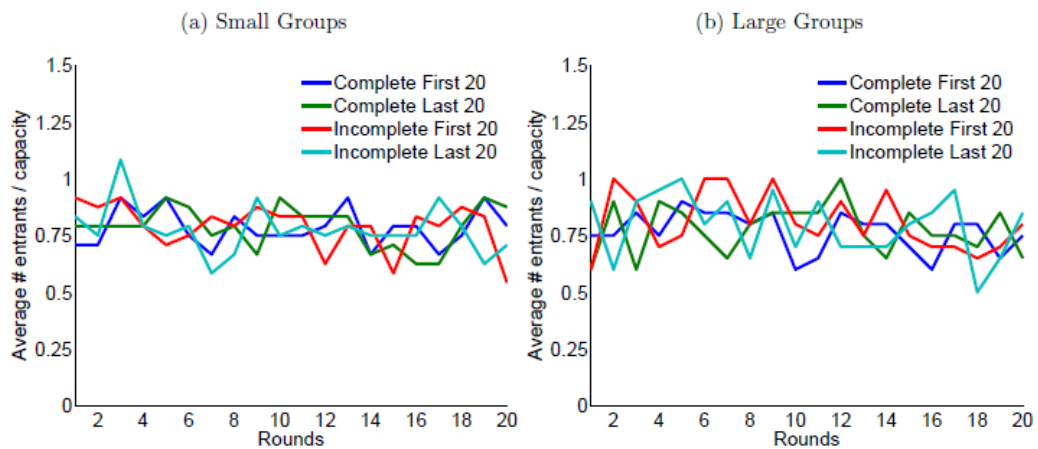 (a) Small Groups
Average # entrants / capacity
1.5
1.25
1
0.75
0.5
0.25
0
Complete First 20
Complete Last 20
Incomplete First 20
Incomplete Last 20
2 4 6 8 10 12 14 16 18 20
Rounds
(b) Large Groups
Average # entrants / capacity
1.5
1.25
1
0.75
0.5
0.25
0
Complete First 20
Complete Last 20
Incomplete First 20
Incomplete Last 20
2 4 6 8 10 12 14 16 18 20
Rounds